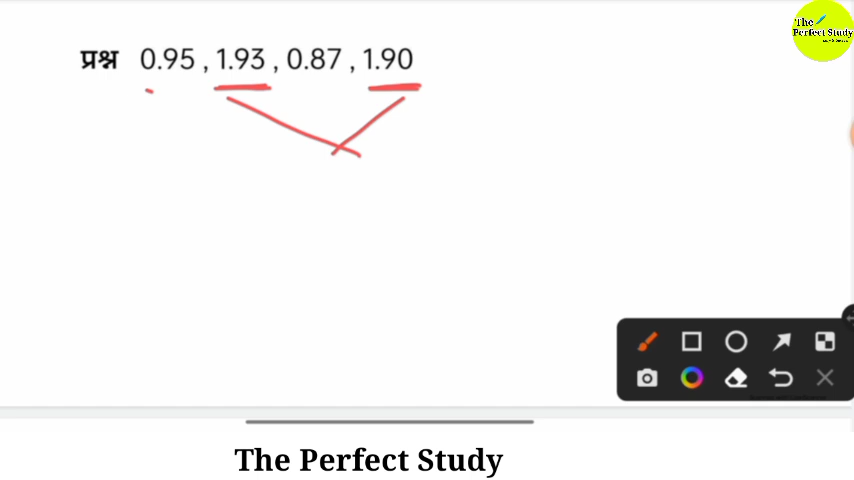 The
Perfect Study
प्रश्न 0.95 , 1.93 , 0.87 , 1.90
The Perfect Study